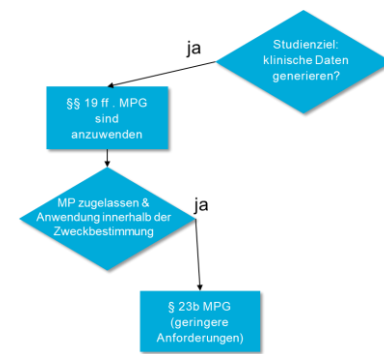 Studienziel:
klinische Daten
generieren?
ja
§§ 19 ff . MPG
sind
anzuwenden
MP zugelassen &
Anwendung innerhalb der
Zweckbestimmung
ja
§ 23b MPG
(geringere
Anforderungen)